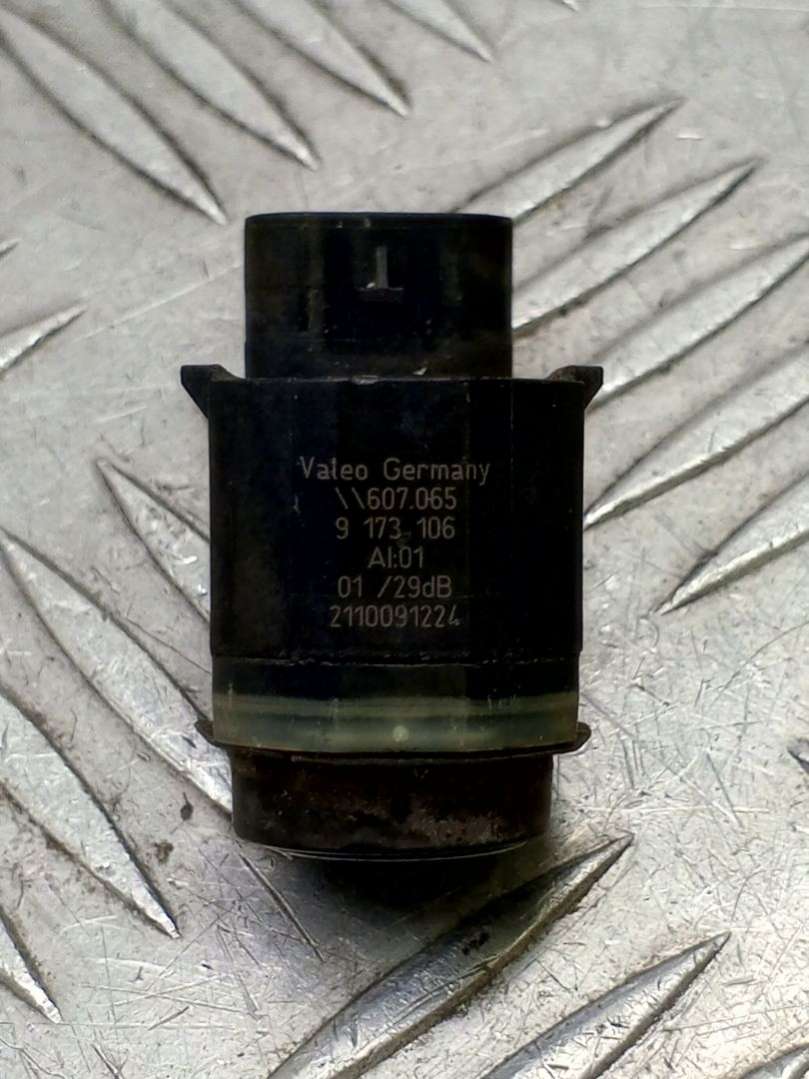 Valeo Germany
\\607.065
9 173 106
AI:01
01 /29dB
2110091224